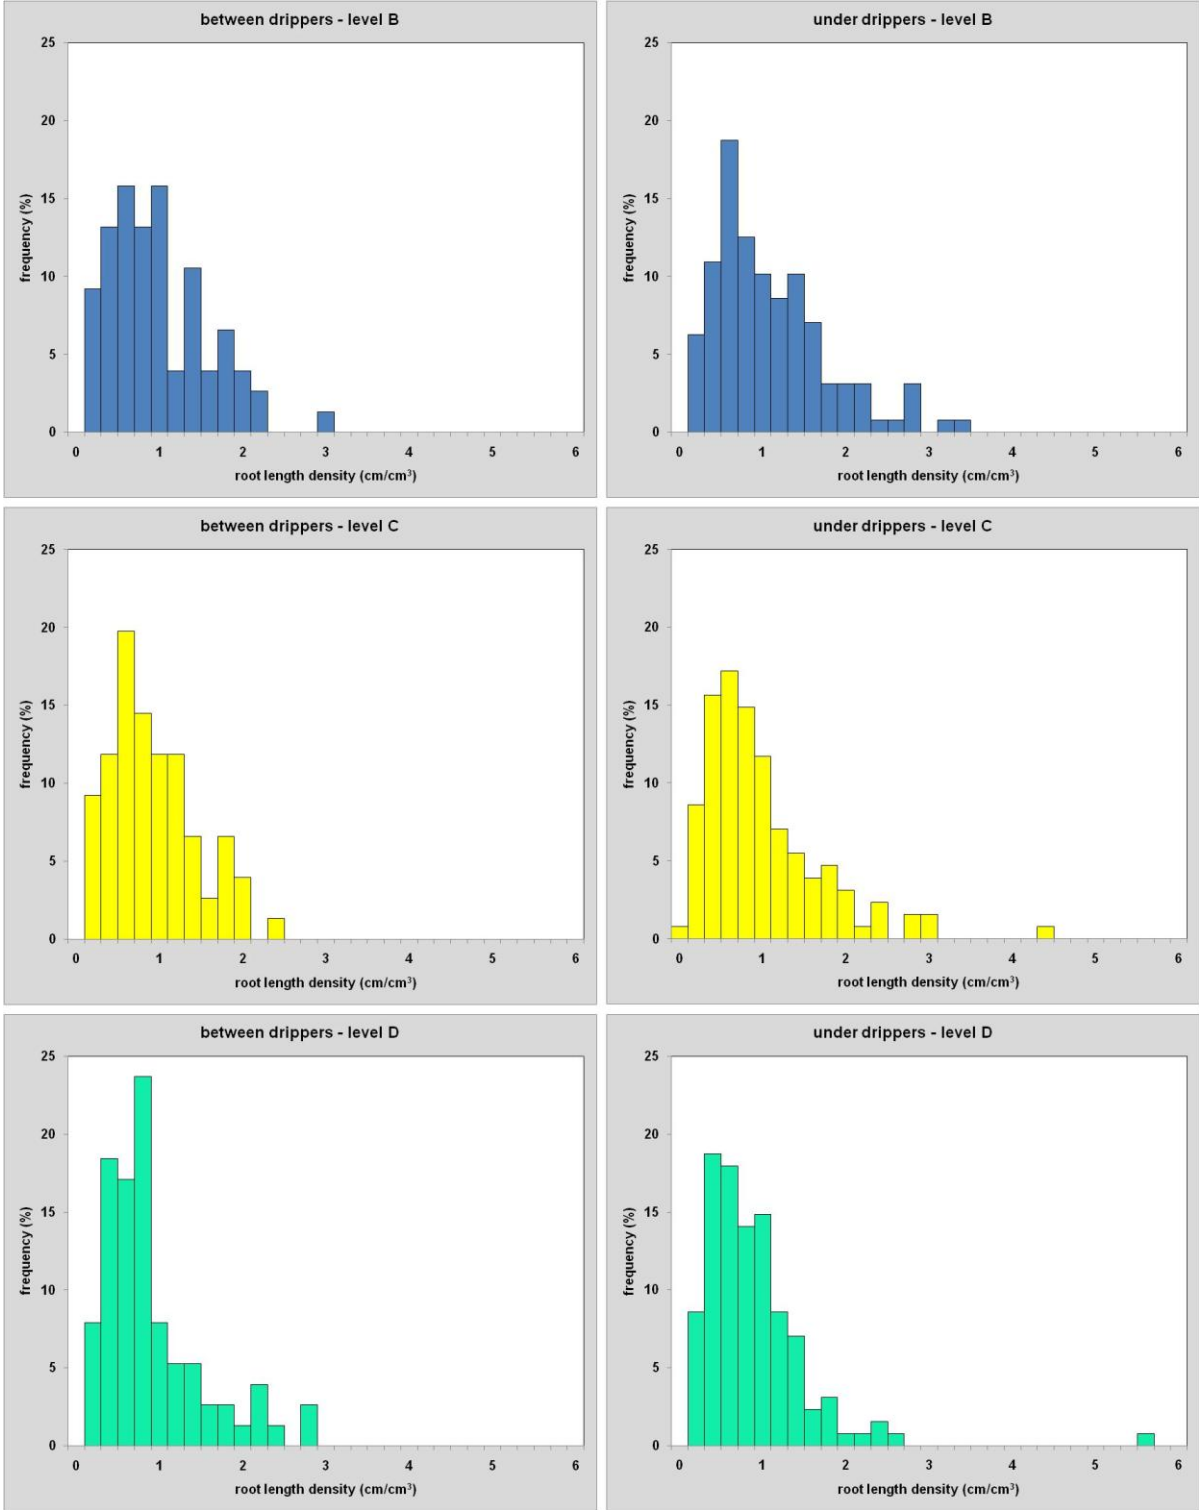 between drippers - level B
25
20
15
10
5
0
frequency (%)
0 1 2 3 4 5 6
root length density (cm/cm³)
under drippers - level B
25
20
15
10
5
0
frequency (%)
0 1 2 3 4 5 6
root length density (cm/cm³)
between drippers - level C
25
20
15
10
5
0
frequency (%)
0 1 2 3 4 5 6
root length density (cm/cm³)
under drippers - level C
25
20
15
10
5
0
frequency (%)
0 1 2 3 4 5 6
root length density (cm/cm³)
between drippers - level D
25
20
15
10
5
0
frequency (%)
0 1 2 3 4 5 6
root length density (cm/cm³)
under drippers - level D
25
20
15
10
5
0
frequency (%)
0 1 2 3 4 5 6
root length density (cm/cm³)